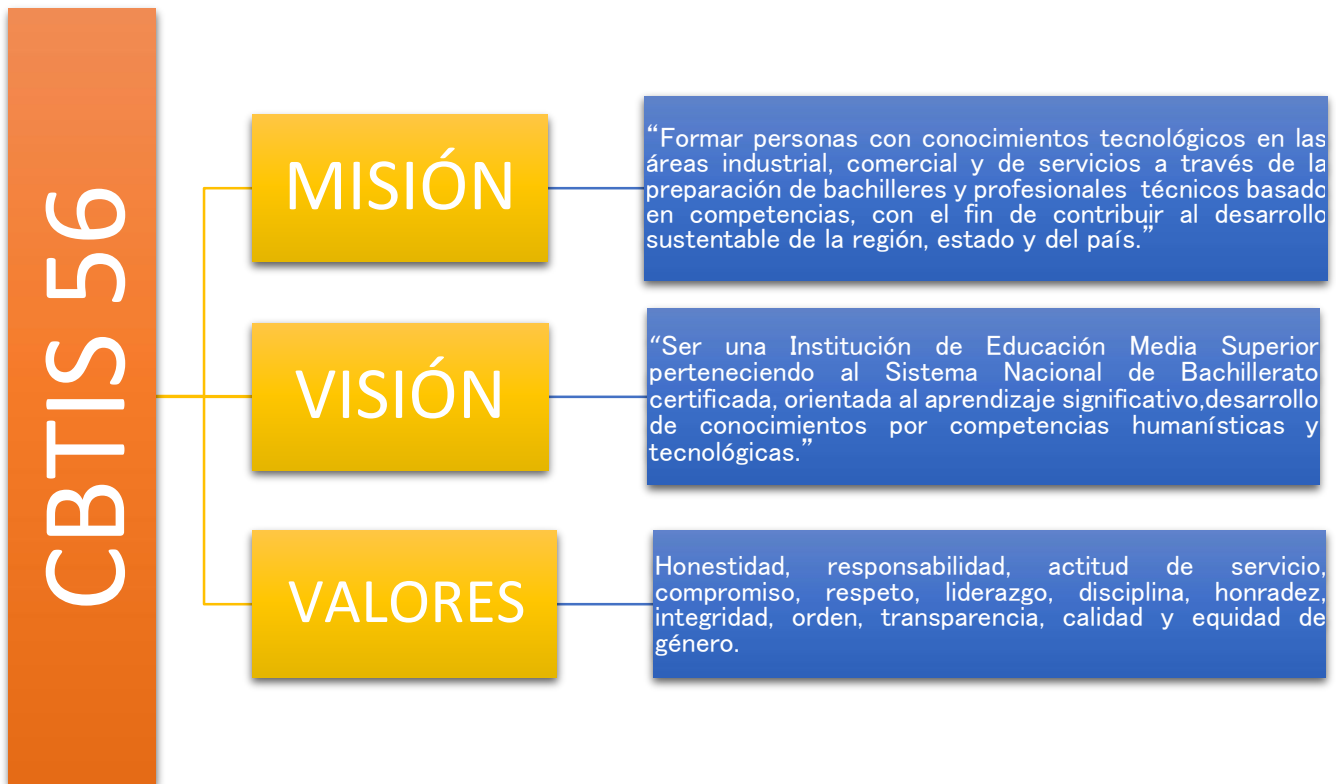 CBTIS 56
MISIÓN
“Formar personas con conocimientos tecnológicos en las
áreas industrial, comercial y de servicios a través de la
preparación de bachilleres y profesionales técnicos basado
en competencias, con el fin de contribuir al desarrollo
sustentable de la región, estado y del país.”
VISIÓN
“Ser una Institución de Educación Media Superior
perteneciendo al Sistema Nacional de Bachillerato
certificada, orientada al aprendizaje significativo,desarrollo
de conocimientos por competencias humanísticas y
tecnológicas.”
VALORES
Honestidad, responsabilidad, actitud de servicio,
compromiso, respeto, liderazgo, disciplina, honradez,
integridad, orden, transparencia, calidad y equidad de
género.